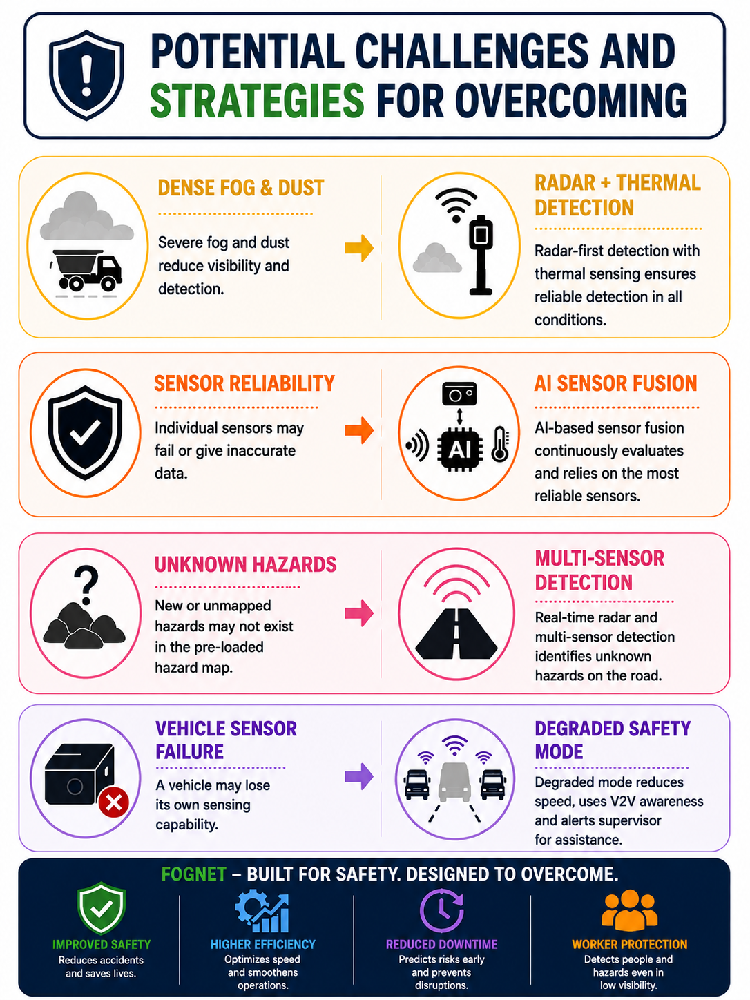 POTENTIAL CHALLENGES AND
STRATEGIES FOR OVERCOMING
DENSE FOG & DUST
Severe fog and dust
reduce visibility and
detection.
RADAR + THERMAL
DETECTION
Radar-first detection with
thermal sensing ensures
reliable detection in all
conditions.
SENSOR RELIABILITY
Individual sensors may
fail or give inaccurate
data.
AI
AI SENSOR FUSION
AI-based sensor fusion
continuously evaluates
and relies on the most
reliable sensors.
?
UNKNOWN HAZARDS
New or unmapped
hazards may not exist
in the pre-loaded
hazard map.
MULTI-SENSOR
DETECTION
Real-time radar and
multi-sensor detection
identifies unknown
hazards on the road.
VEHICLE SENSOR
FAILURE
A vehicle may lose
its own sensing
capability.
DEGRADED SAFETY
MODE
Degraded mode reduces
speed, uses V2V awareness
and alerts supervisor
for assistance.
FOGNET – BUILT FOR SAFETY. DESIGNED TO OVERCOME.
IMPROVED SAFETY
Reduces accidents
and saves lives.
HIGHER EFFICIENCY
Optimizes speed
and smoothens
operations.
REDUCED DOWNTIME
Predicts risks early
and prevents
disruptions.
WORKER PROTECTION
Detects people and
hazards even in
low visibility.